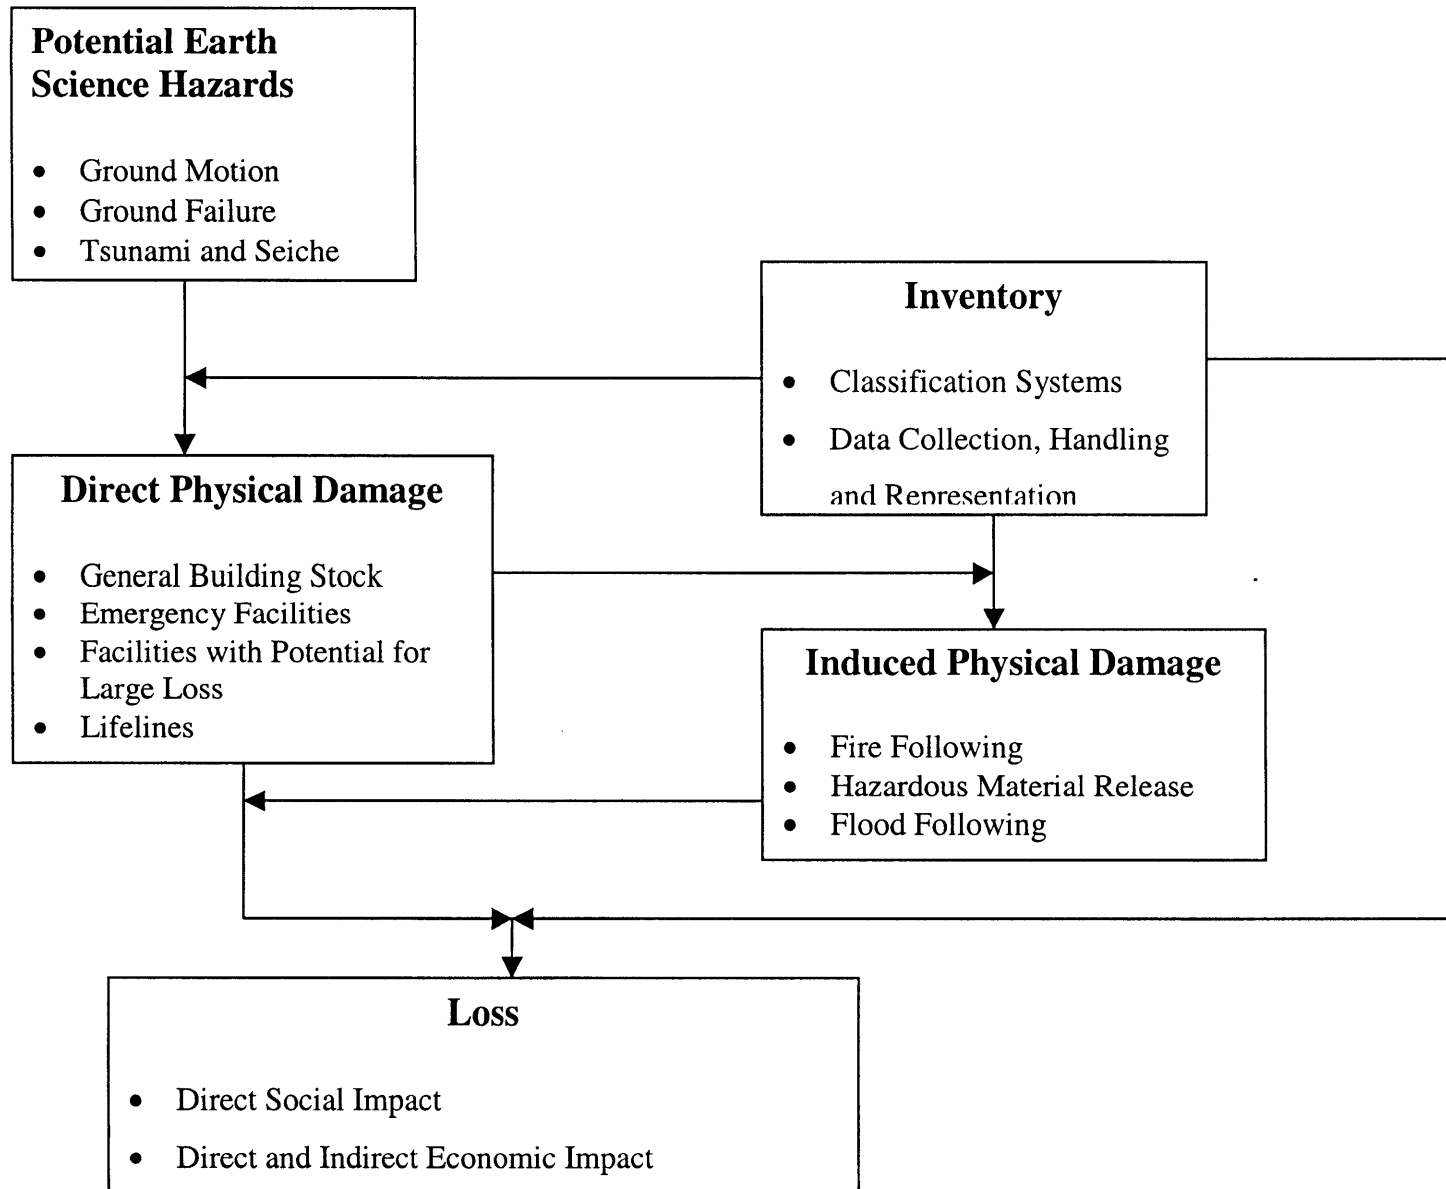 Potential Earth
Science Hazards
• Ground Motion
• Ground Failure
• Tsunami and Seiche
Inventory
• Classification Systems
• Data Collection, Handling
and Representation
Direct Physical Damage
• General Building Stock
• Emergency Facilities
• Facilities with Potential for
Large Loss
• Lifelines
Induced Physical Damage
• Fire Following
• Hazardous Material Release
• Flood Following
Loss
• Direct Social Impact
• Direct and Indirect Economic Impact